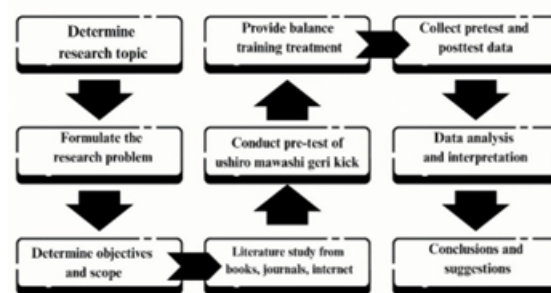 Determine
research topic
Formulate the
research problem
Determine objectives
and scope
Literature study from
books, journals, internet
Conduct pre-test of
ushiro mawashi geri kick
Provide balance
training treatment
Collect pretest and
posttest data
Data analysis
and interpretation
Conclusions and
suggestions